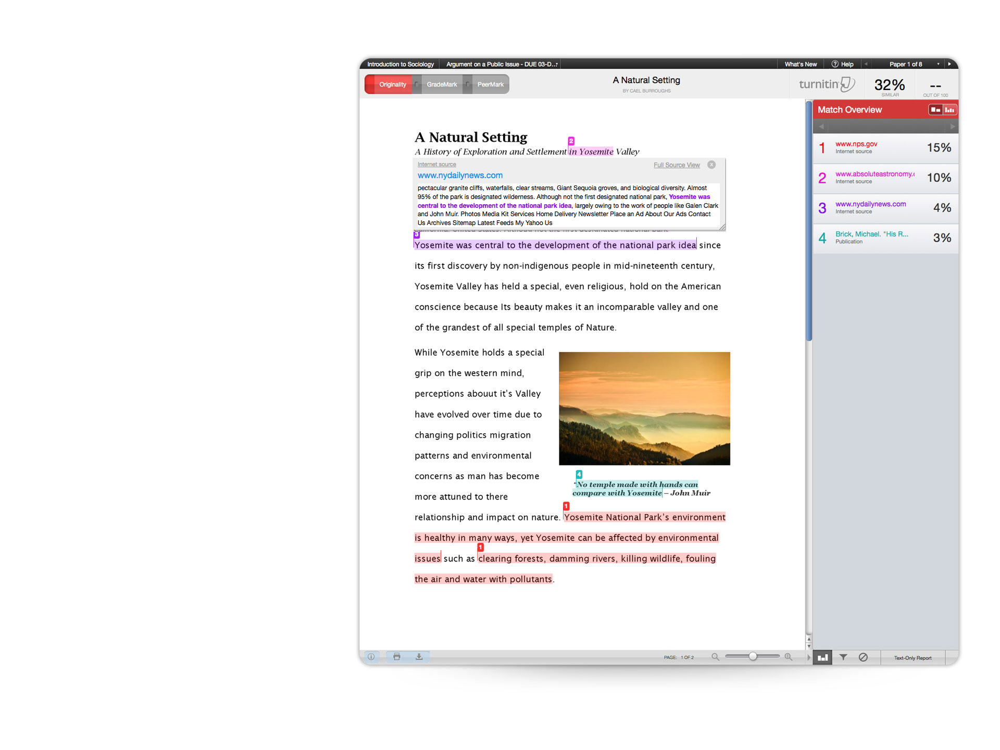 Introduction to Sociology
Argument on a Public Issue - DUE 03-D...
What's New
Help
Paper 1 of 8
Originality
GradeMark
PeerMark
A Natural Setting
BY CAEL BURROUGHS
turnitin
32%
SIMILAR
--
OUT OF 100
A Natural Setting
2
A History of Exploration and Settlement in Yosemite Valley
Internet source
Full Source View
www.nydailynews.com
pectacular granite cliffs, waterfalls, clear streams, Giant Sequoia groves, and biological diversity. Almost
95% of the park is designated wilderness. Although not the first designated national park, Yosemite was
central to the development of the national park idea, largely owing to the work of people like Galen Clark
and John Muir. Photos Media Kit Services Home Delivery Newsletter Place an Ad About Our Ads Contact
Us Archives Sitemap Latest Feeds My Yahoo Us
3
Yosemite was central to the development of the national park idea since
its first discovery by non-indigenous people in mid-nineteenth century,
Yosemite Valley has held a special, even religious, hold on the American
conscience because Its beauty makes it an incomparable valley and one
of the grandest of all special temples of Nature.
While Yosemite holds a special
grip on the western mind,
perceptions abouut it's Valley
have evolved over time due to
changing politics migration
patterns and environmental
concerns as man has become
more attuned to there
4
"No temple made with hands can
compare with Yosemite – John Muir
1
relationship and impact on nature. Yosemite National Park's environment
is healthy in many ways, yet Yosemite can be affected by environmental
1
issues such as clearing forests, damming rivers, killing wildlife, fouling
the air and water with pollutants.
Match Overview
1
www.nps.gov
Internet source
15%
2
www.absoluteastronomy.c
Internet source
10%
3
www.nydailynews.com
Internet source
4%
4
Brick, Michael. "His R...
Publication
3%
PAGE: 1 OF 2
Text-Only Report